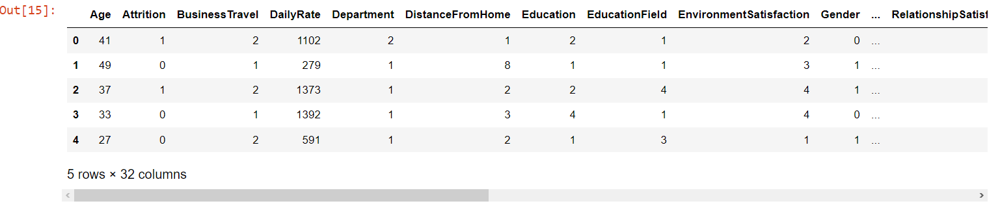 Out[15]:
Age Attrition BusinessTravel DailyRate Department DistanceFromHome Education EducationField EnvironmentSatisfaction Gender ... RelationshipSatisf
0 41 1 2 1102 2 1 2 1 2 0 ...
1 49 0 1 279 1 8 1 1 3 1 ...
2 37 1 2 1373 1 2 2 4 4 1 ...
3 33 0 1 1392 1 3 4 1 4 0 ...
4 27 0 2 591 1 2 1 3 1 1 ...
5 rows × 32 columns